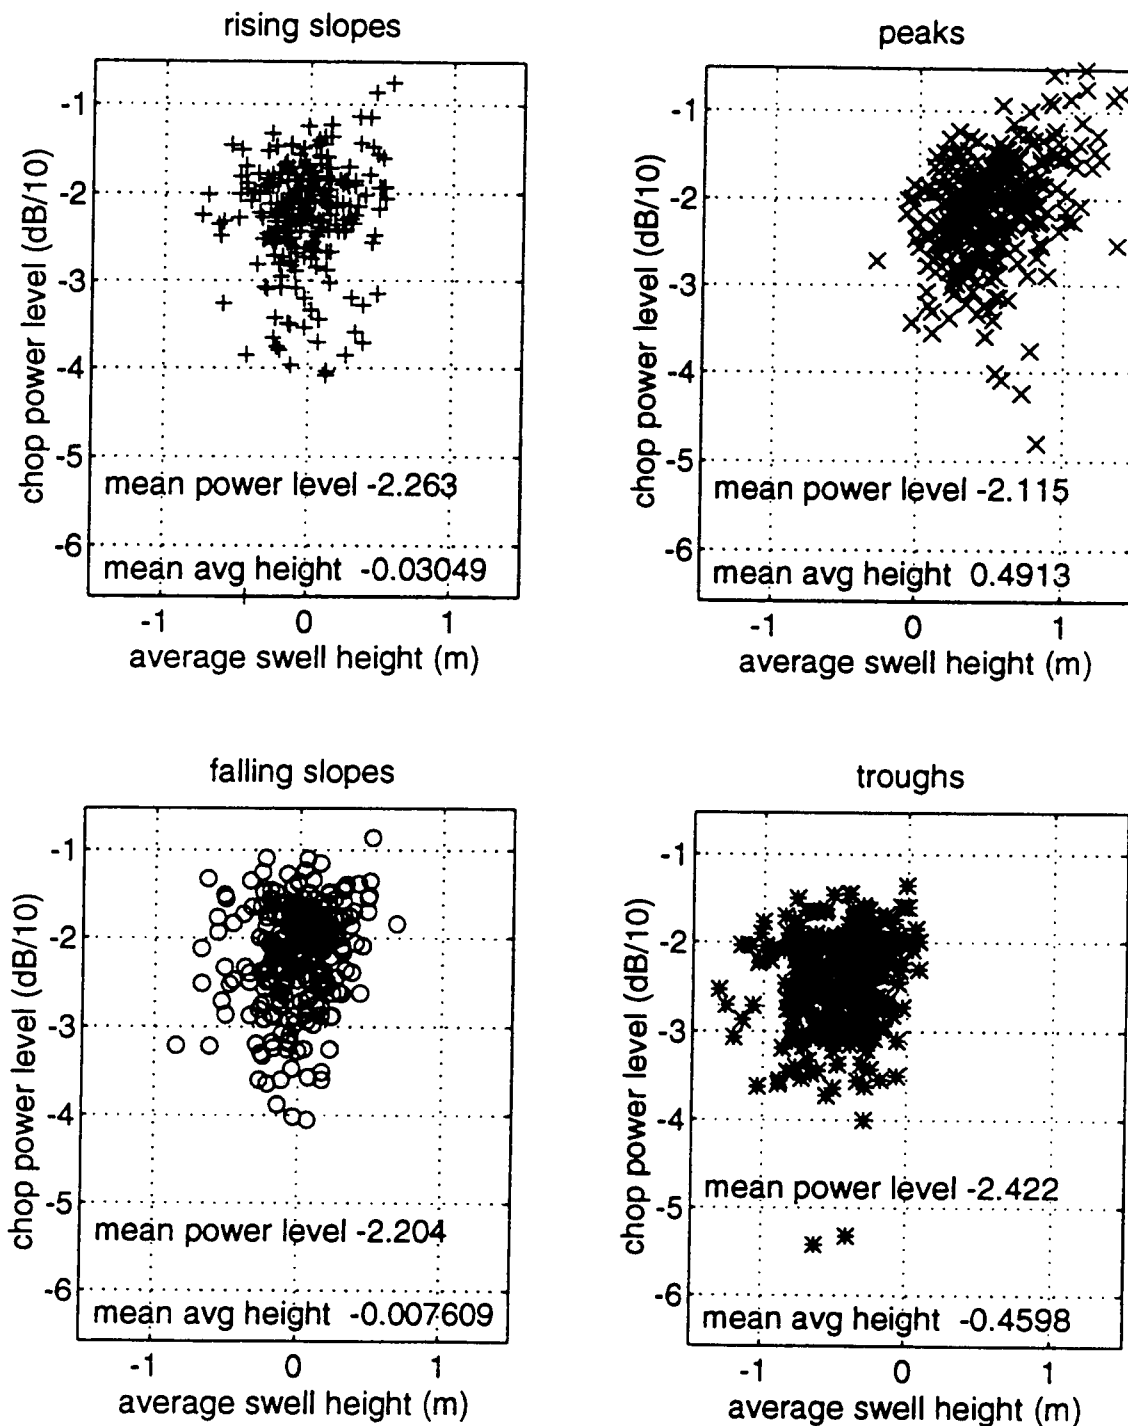 rising slopes
chop power level (dB/10)
-1
-2
-3
-4
-5
-6
mean power level -2.263
mean avg height -0.03049
-1 0 1
average swell height (m)
peaks
chop power level (dB/10)
-1
-2
-3
-4
-5
-6
mean power level -2.115
mean avg height 0.4913
-1 0 1
average swell height (m)
falling slopes
chop power level (dB/10)
-1
-2
-3
-4
-5
-6
mean power level -2.204
mean avg height -0.007609
-1 0 1
average swell height (m)
troughs
chop power level (dB/10)
-1
-2
-3
-4
-5
-6
mean power level -2.422
mean avg height -0.4598
-1 0 1
average swell height (m)